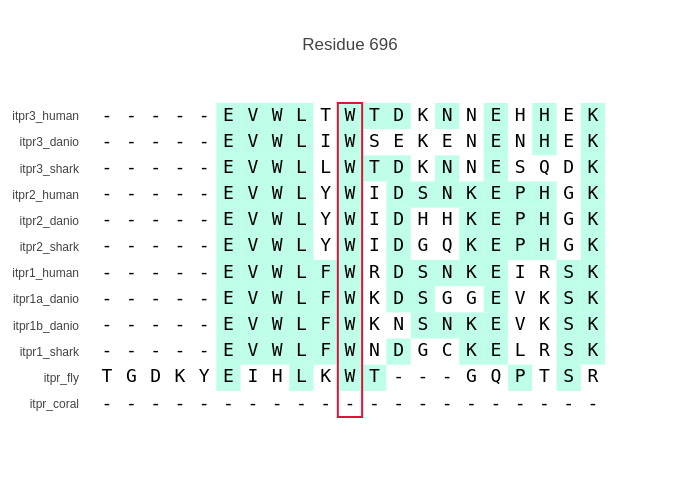 Residue 696
itpr3_human - - - - - E V W L T W T D K N N E H H E K
itpr3_danio - - - - - E V W L I W S E K E N E N H E K
itpr3_shark - - - - - E V W L L W T D K N N E S Q D K
itpr2_human - - - - - E V W L Y W I D S N K E P H G K
itpr2_danio - - - - - E V W L Y W I D H H K E P H G K
itpr2_shark - - - - - E V W L Y W I D G Q K E P H G K
itpr1_human - - - - - E V W L F W R D S N K E I R S K
itpr1a_danio - - - - - E V W L F W K D S G G E V K S K
itpr1b_danio - - - - - E V W L F W K N S N K E V K S K
itpr1_shark - - - - - E V W L F W N D G C K E L R S K
itpr_fly T G D K Y E I H L K W T - - - G Q P T S R
itpr_coral - - - - - - - - - - - - - - - - - - - - -